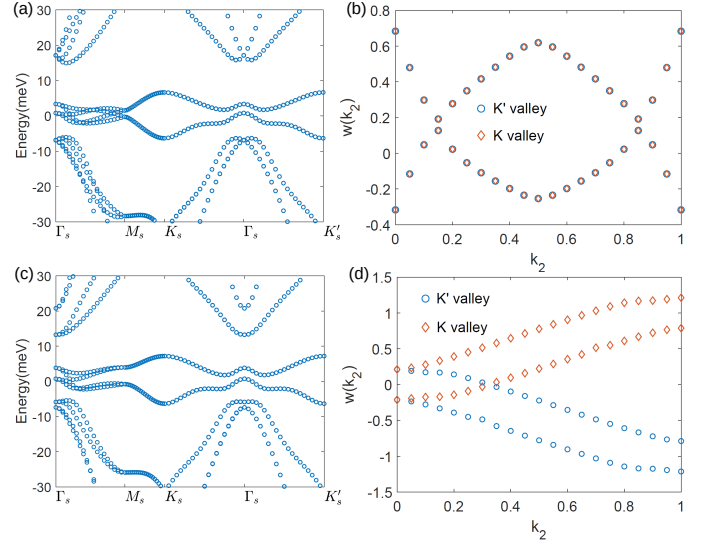 (a)
30
20
10
0
-10
-20
-30
Energy(meV)
Γs Ms Ks Γs K′s
(b)
0.8
0.6
0.4
0.2
0
-0.2
-0.4
w(k2)
K' valley
K valley
0 0.2 0.4 0.6 0.8 1
k2
(c)
30
20
10
0
-10
-20
-30
Energy(meV)
Γs Ms Ks Γs K′s
(d)
1.5
1
0.5
0
-0.5
-1
-1.5
w(k2)
K' valley
K valley
0 0.2 0.4 0.6 0.8 1
k2